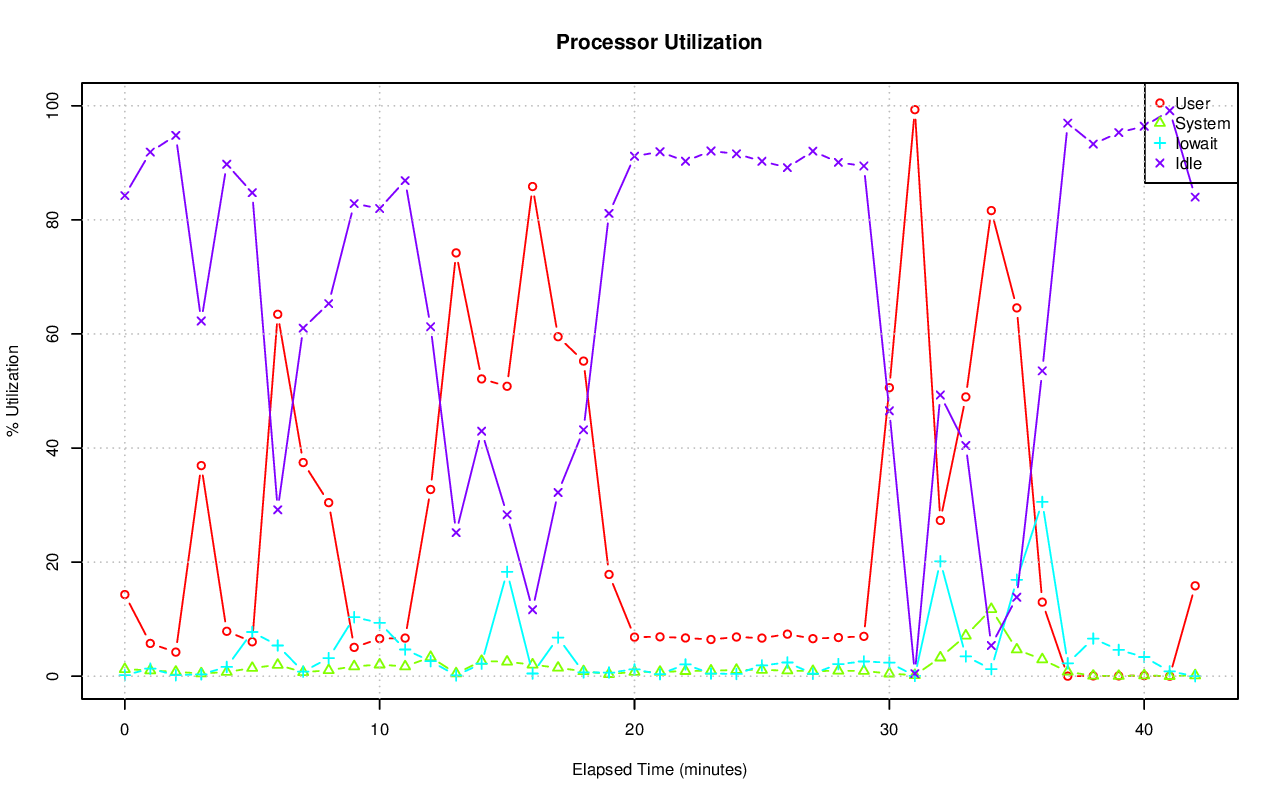 Processor Utilization
100
80
60
40
20
0
% Utilization
User
System
Iowait
Idle
0 10 20 30 40
Elapsed Time (minutes)